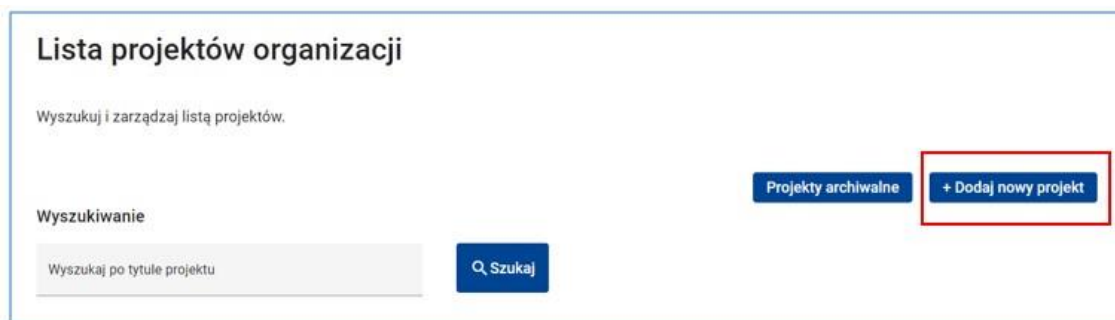 Lista projektów organizacji
Wyszukuj i zarządzaj listą projektów.
Projekty archiwalne
+ Dodaj nowy projekt
Wyszukiwanie
Wyszukaj po tytule projektu
Szukaj